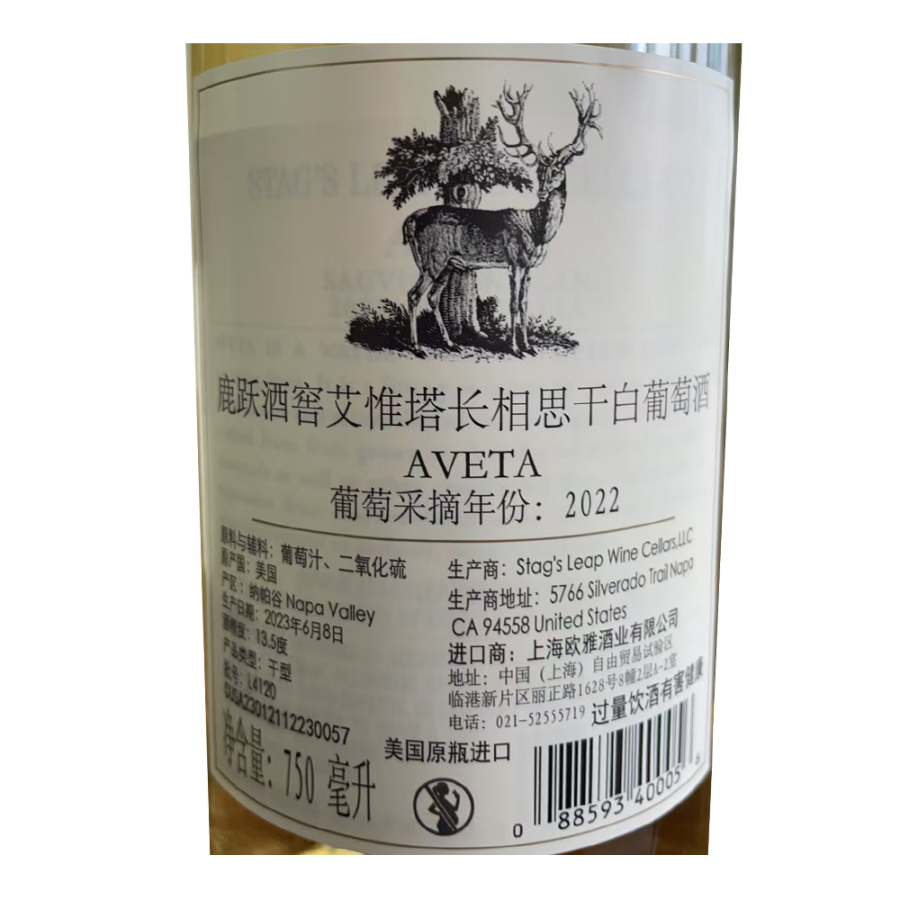 鹿跃酒窖艾惟塔长相思干白葡萄酒
AVETA
葡萄采摘年份：2022
原料与辅料：葡萄汁、二氧化硫
原产国：美国
产区：纳帕谷 Napa Valley
生产日期：2023年6月8日
酒精度：13.5度
产品类型：干型
批号：L4120
GUSA23012112230057
净含量：750 毫升
生产商：Stag's Leap Wine Cellars,LLC
生产商地址：5766 Silverado Trail Napa
CA 94558 United States
进口商：上海欧雅酒业有限公司
地址：中国（上海）自由贸易试验区
临港新片区丽正路1628号8幢2层A-2室
电话：021-52555719 过量饮酒有害健康
美国原瓶进口
0 88593 40005 6